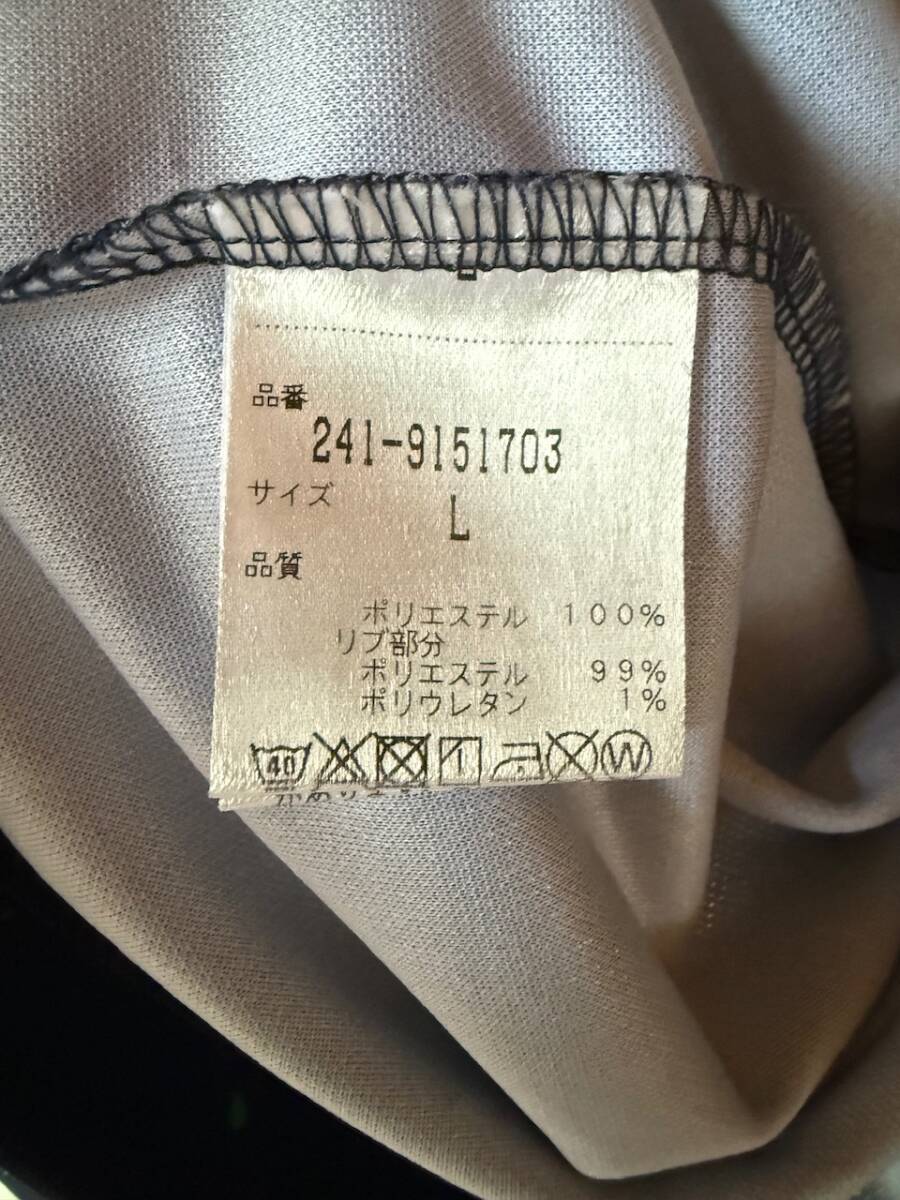 品番
241-9151703
サイズ
L
品質
ポリエステル 100%
リブ部分
ポリエステル 99%
ポリウレタン 1%
40 W